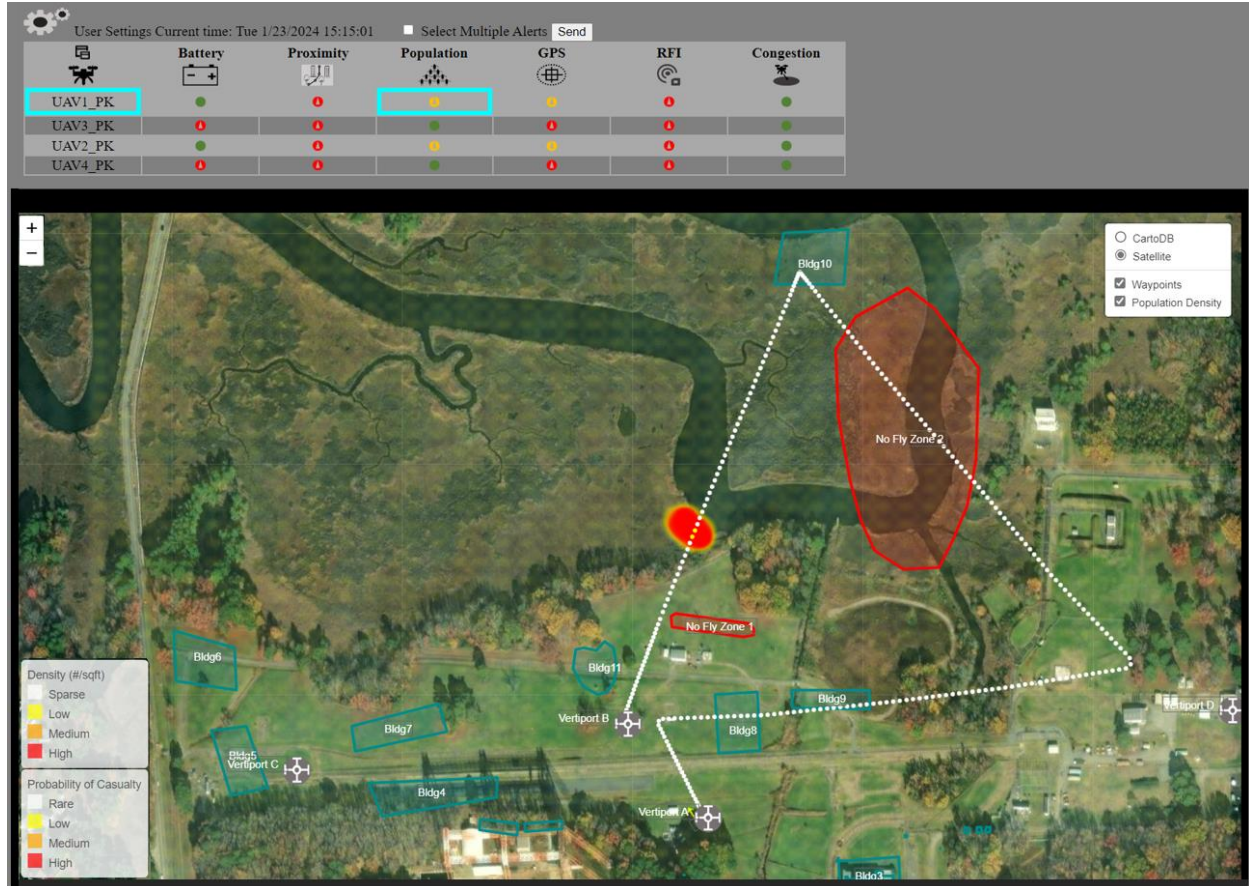 User Settings Current time: Tue 1/23/2024 15:15:01 Select Multiple Alerts Send
Battery Proximity Population GPS RFI Congestion
UAV1_PK
UAV3_PK
UAV2_PK
UAV4_PK
+
−
CartoDB
Satellite
Waypoints
Population Density
Bldg10
No Fly Zone 2
No Fly Zone 1
Bldg6
Bldg11
Density (#/sqft)
Sparse
Low
Medium
High
Bldg9
Vertiport D
Vertiport B
Bldg7
Bldg8
Bldg5
Vertiport C
Probability of Casualty
Rare
Low
Medium
High
Bldg4
Vertiport A
Bldg3